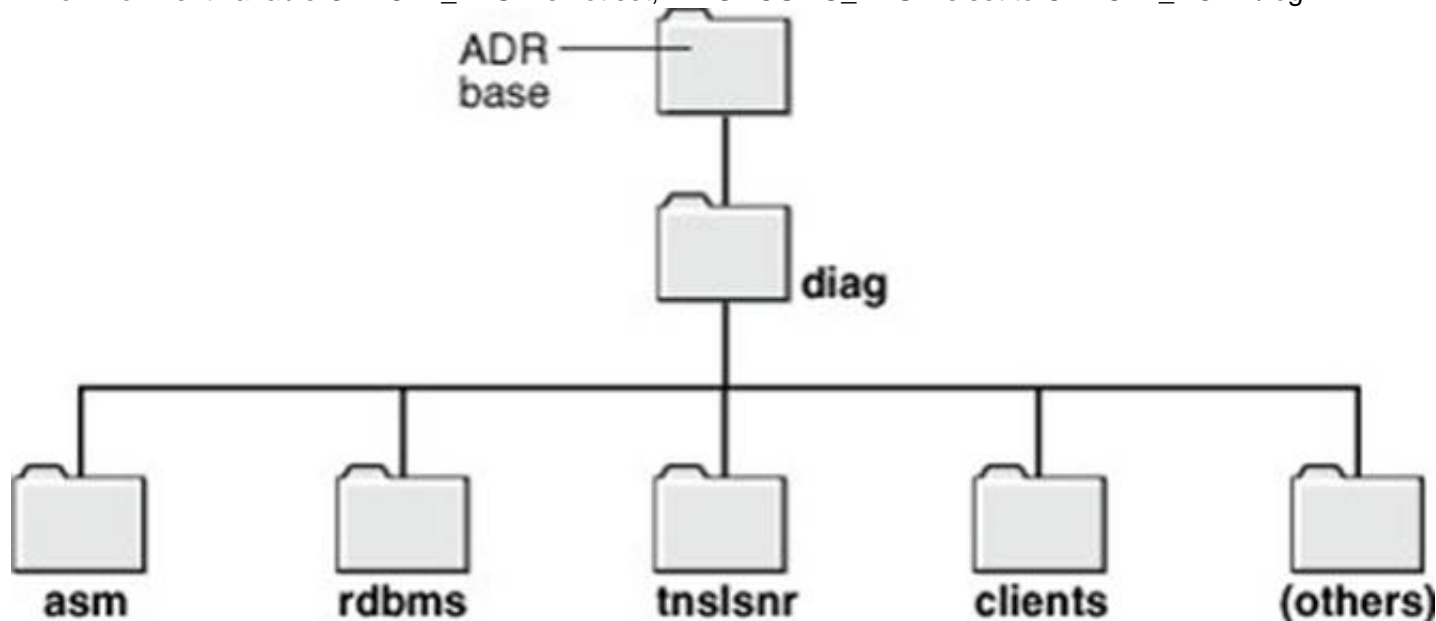 ADR
base
diag
asm
rdbms
tnslsnr
clients
(others)